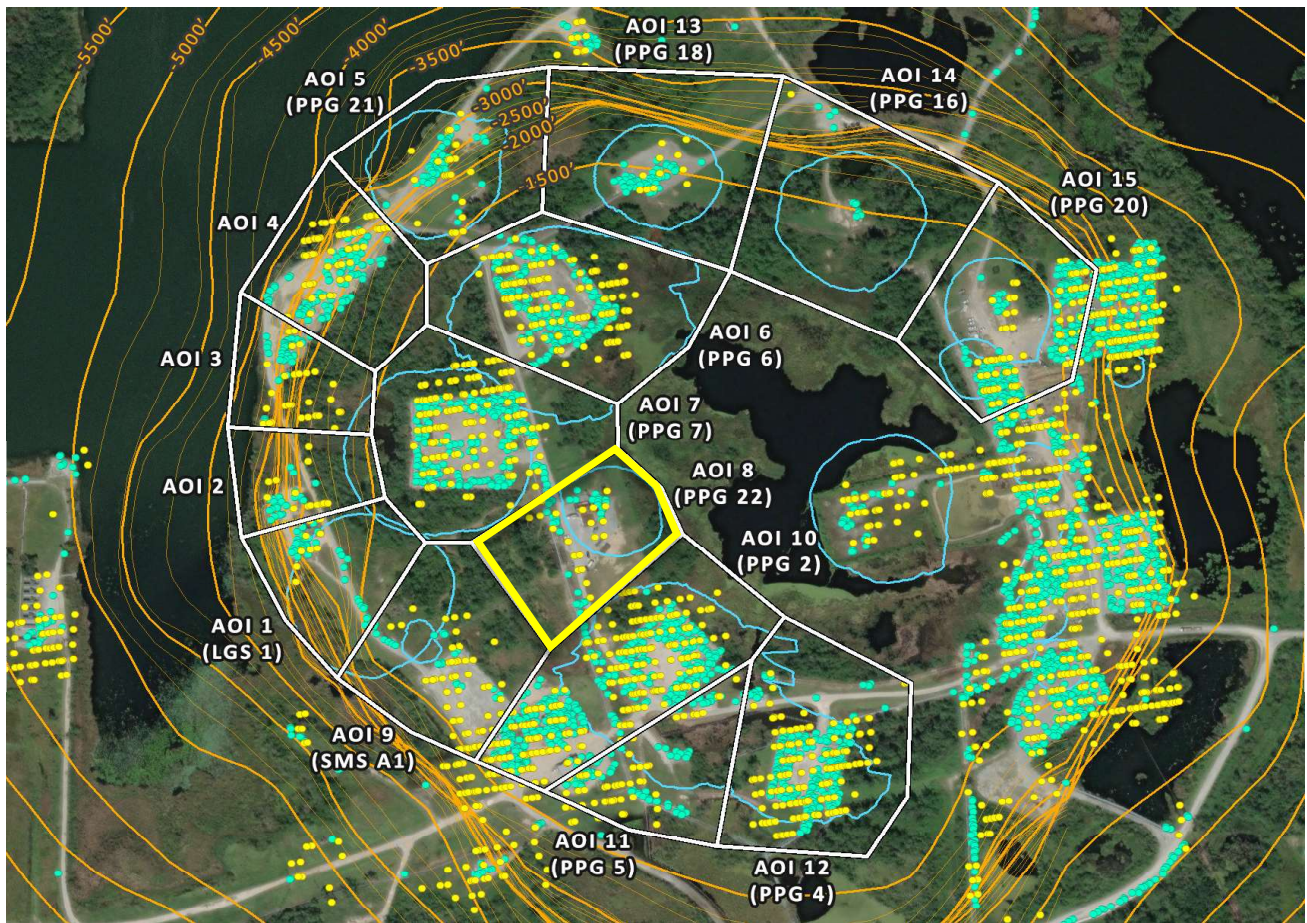 -5500'
-5000'
-4500'
-4000'
-3500'
-3000'
-2500'
-2000'
-1500'
AOI 13
(PPG 18)
AOI 5
(PPG 21)
AOI 14
(PPG 16)
AOI 15
(PPG 20)
AOI 4
AOI 6
(PPG 6)
AOI 3
AOI 7
(PPG 7)
AOI 8
(PPG 22)
AOI 2
AOI 10
(PPG 2)
AOI 1
(LGS 1)
AOI 9
(SMS A1)
AOI 11
(PPG 5)
AOI 12
(PPG 4)